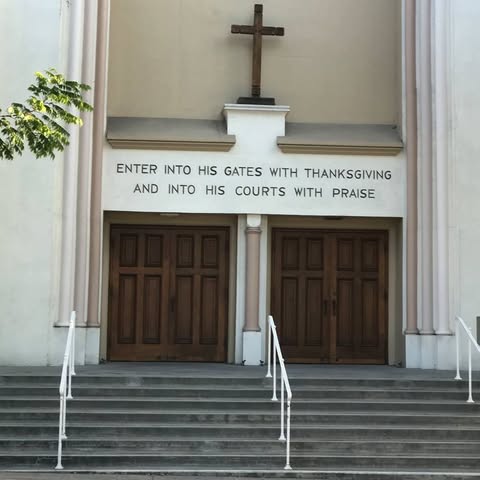 ENTER INTO HIS GATES WITH THANKSGIVING
AND INTO HIS COURTS WITH PRAISE